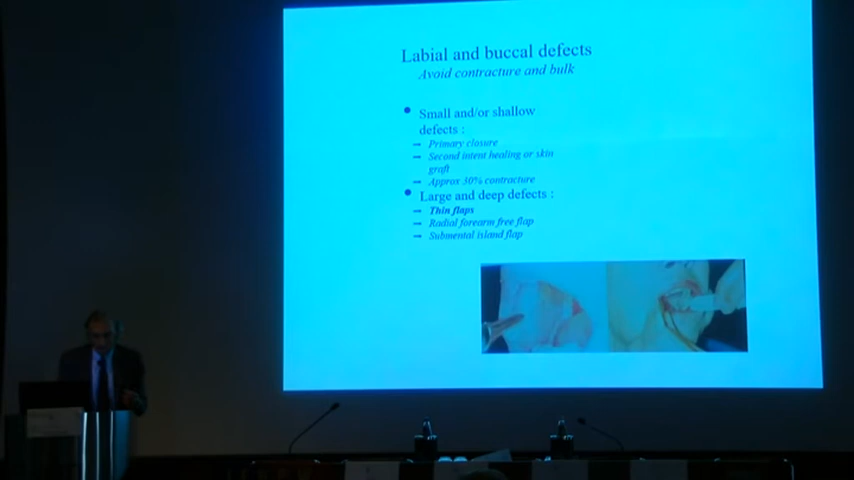 Labial and buccal defects
Avoid contracture and bulk
• Small and/or shallow
defects :
→ Primary closure
→ Second intent healing or skin
graft
→ Approx 30% contracture
• Large and deep defects :
→ Thin flaps
→ Radial forearm free flap
→ Submental island flap